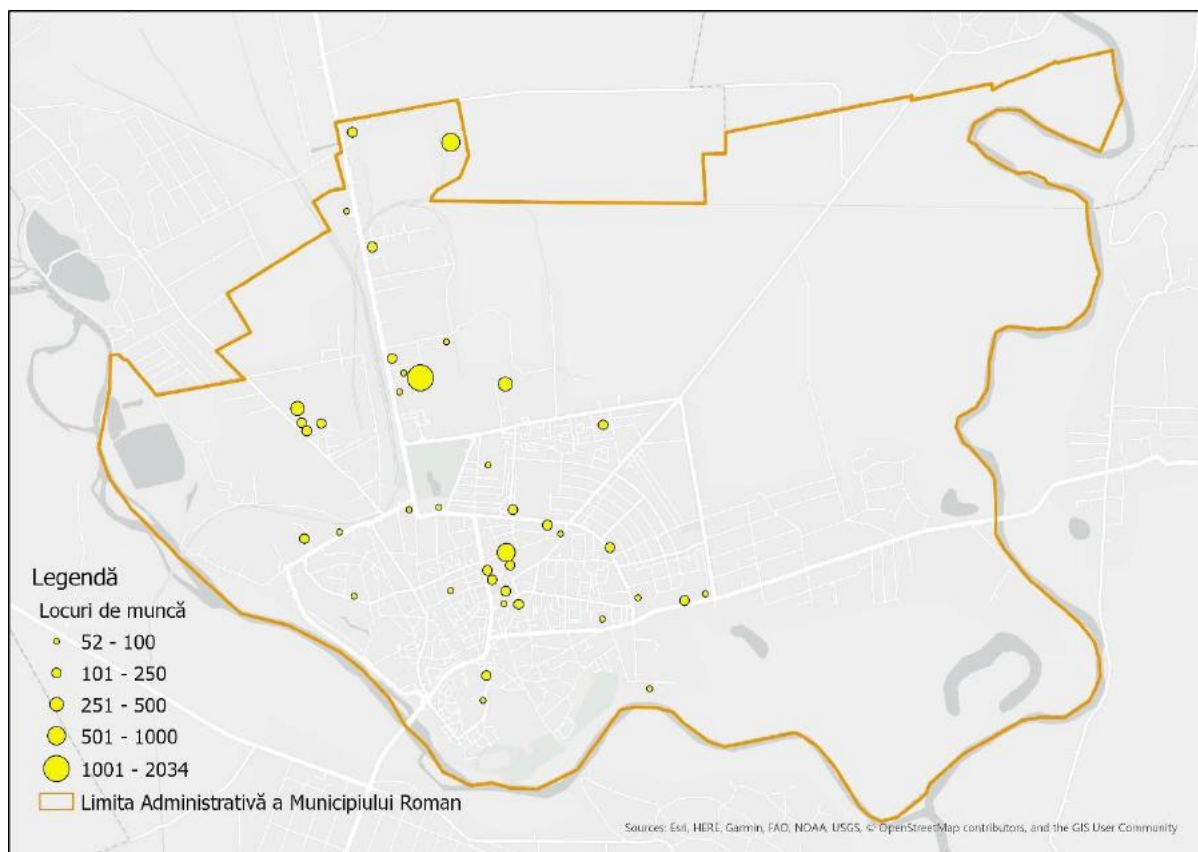 Legendă
Locuri de muncă
52 - 100
101 - 250
251 - 500
501 - 1000
1001 - 2034
Limita Administrativă a Municipiului Roman
Sources: Esri, HERE, Garmin, FAO, NOAA, USGS, © OpenStreetMap contributors, and the GIS User Community